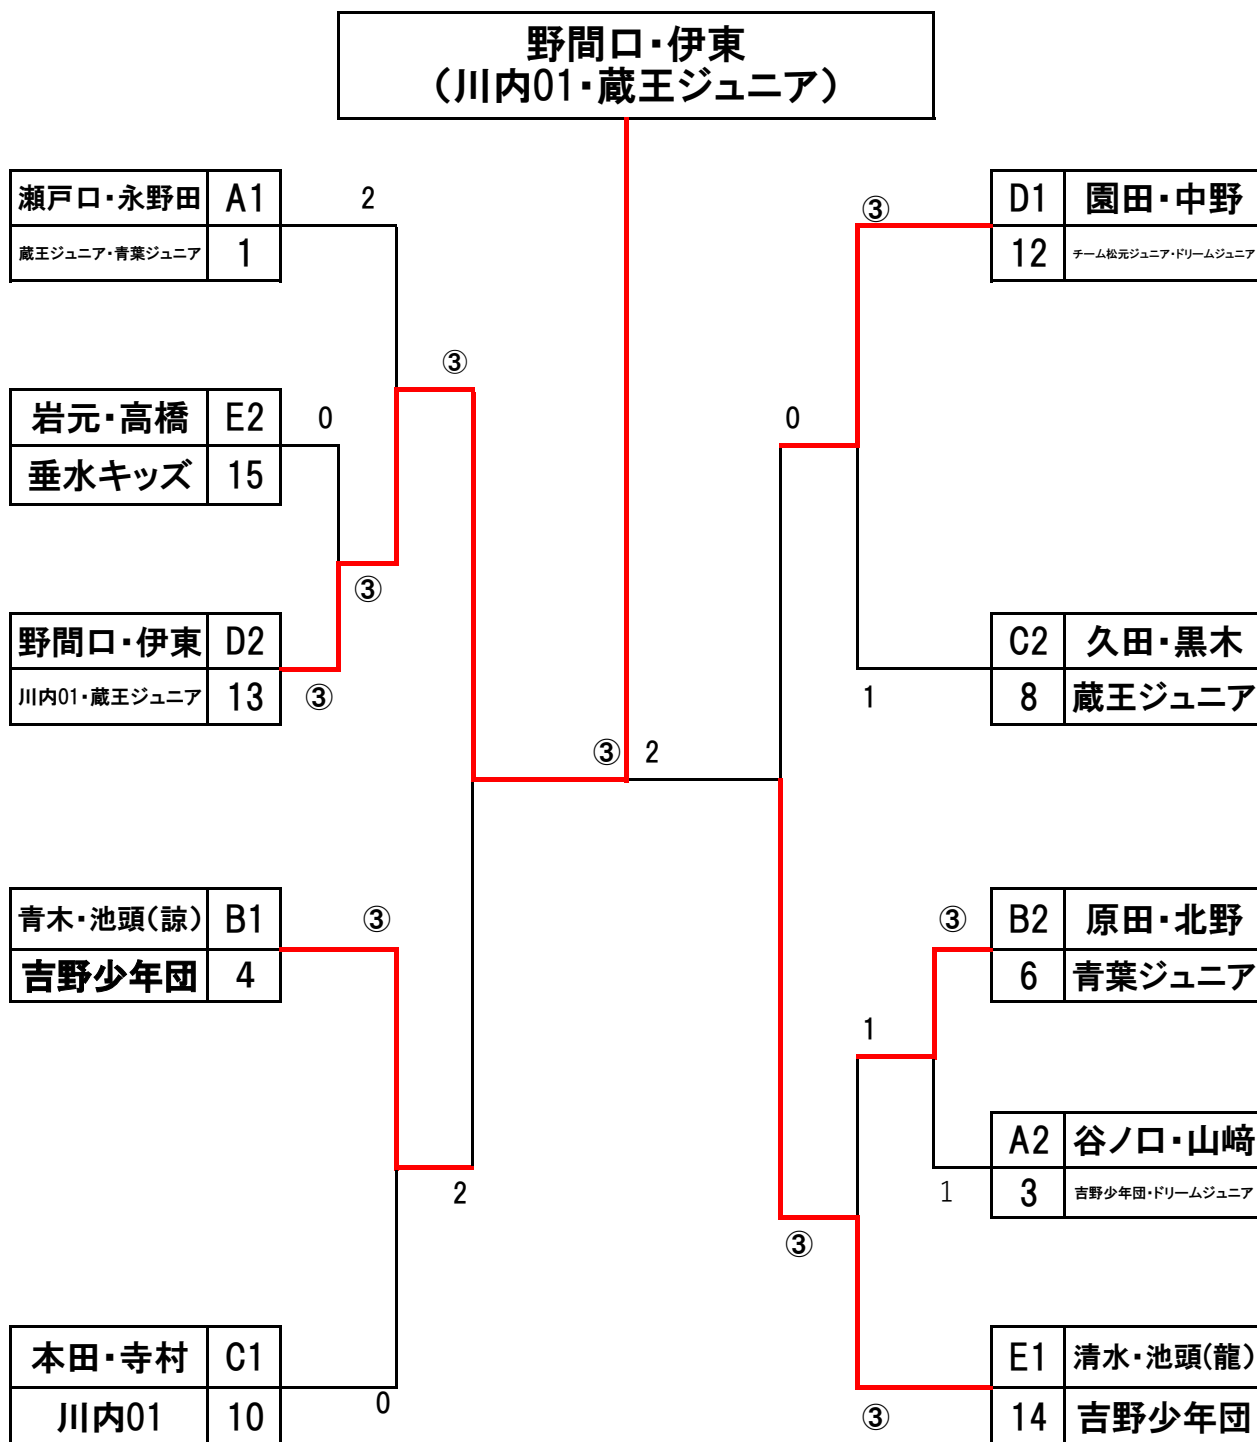 野間口・伊東
（川内01・蔵王ジュニア）
瀬戸口・永野田 A1
蔵王ジュニア・青葉ジュニア 1
2
③
D1 園田・中野
12 チーム松元ジュニア・ドリームジュニア
③
岩元・高橋 E2
垂水キッズ 15
0
0
③
野間口・伊東 D2
川内01・蔵王ジュニア 13
③
C2 久田・黒木
8 蔵王ジュニア
1
③ 2
青木・池頭(諒) B1
吉野少年団 4
③
③
B2 原田・北野
6 青葉ジュニア
1
A2 谷ノ口・山﨑
3 吉野少年団・ドリームジュニア
1
2
③
本田・寺村 C1
川内01 10
0
E1 清水・池頭(龍)
14 吉野少年団
③